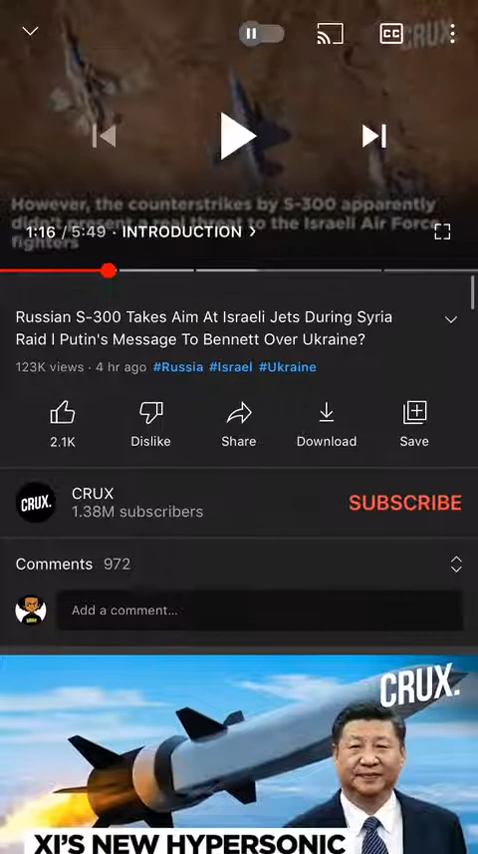 CC
CRUX
However, the counterstrikes by S-300 apparently
didn't present a real threat to the Israeli Air Force
fighters
1:16 / 5:49 · INTRODUCTION >
Russian S-300 Takes Aim At Israeli Jets During Syria
Raid I Putin's Message To Bennett Over Ukraine?
123K views · 4 hr ago #Russia #Israel #Ukraine
2.1K Dislike Share Download Save
CRUX.
CRUX
1.38M subscribers
SUBSCRIBE
Comments 972
Add a comment...
CRUX.
XI'S NEW HYPERSONIC